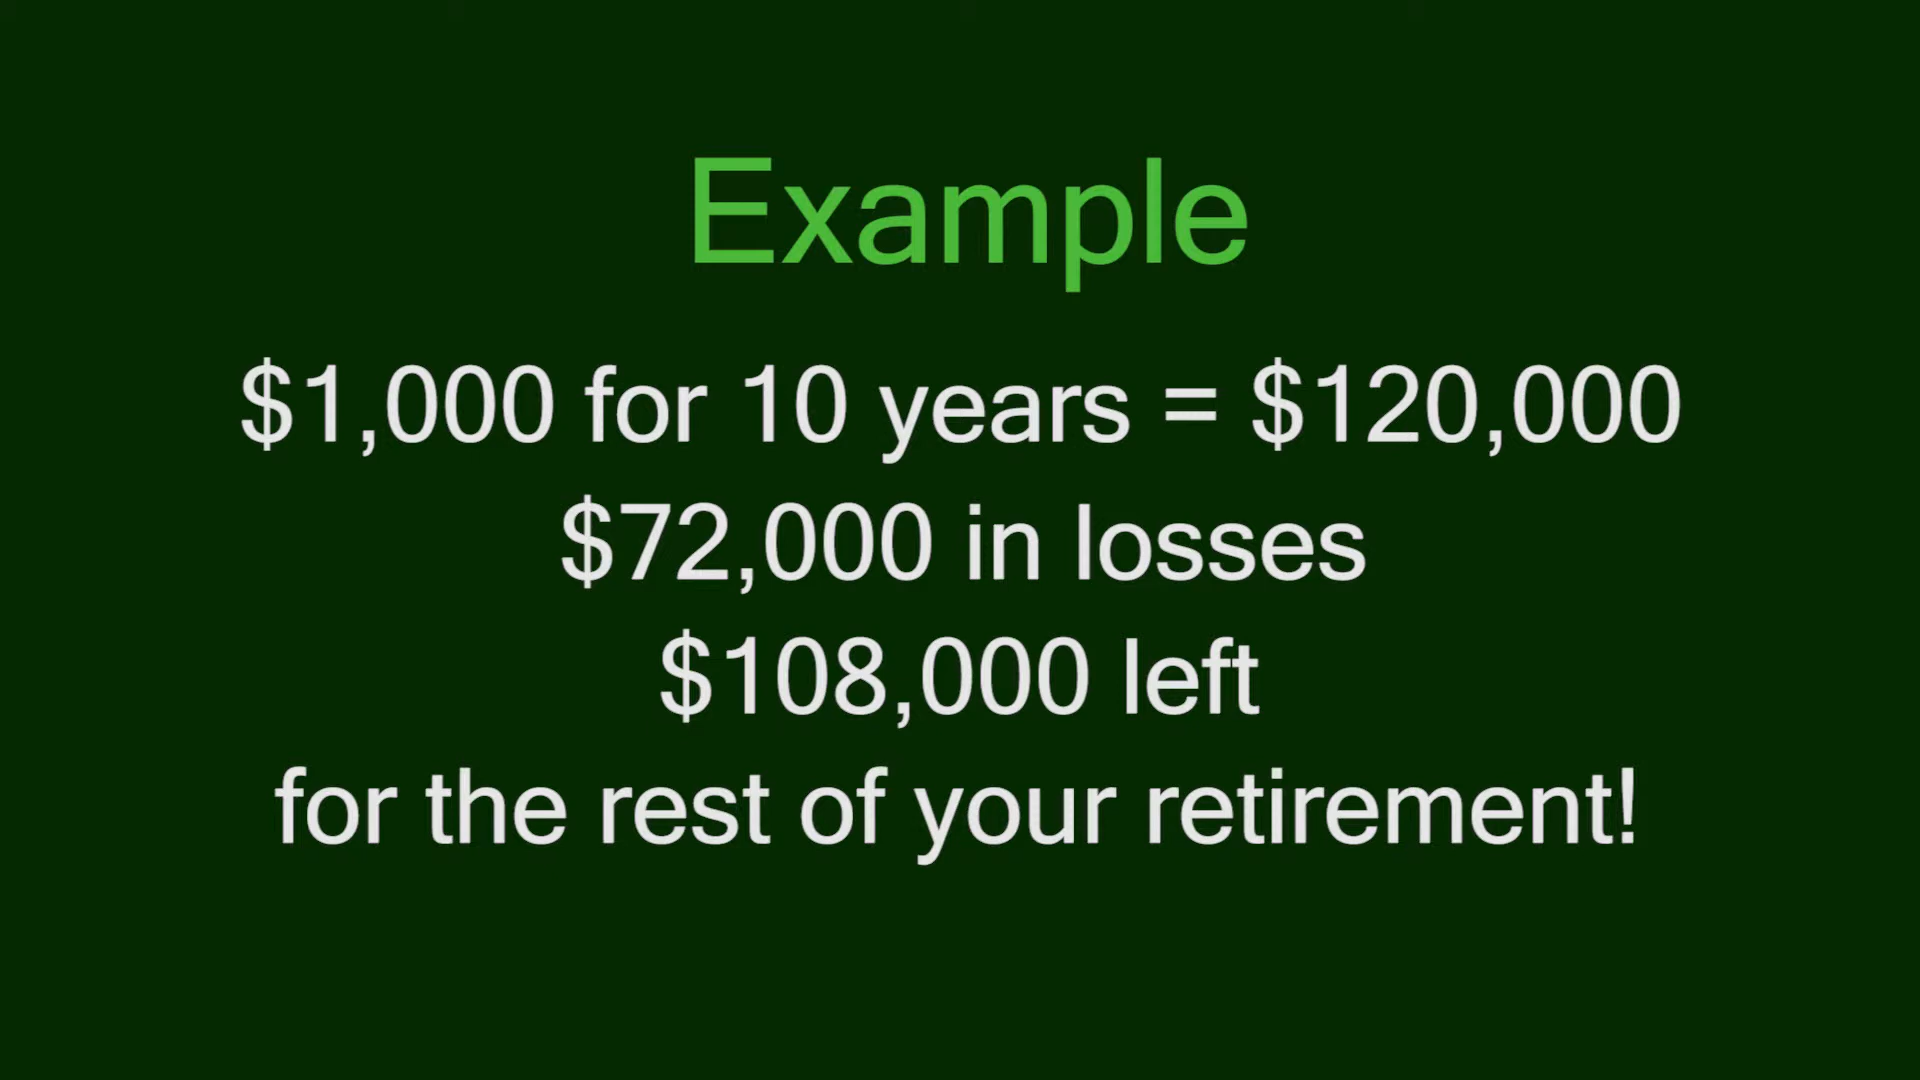 Example
$1,000 for 10 years = $120,000
$72,000 in losses
$108,000 left
for the rest of your retirement!